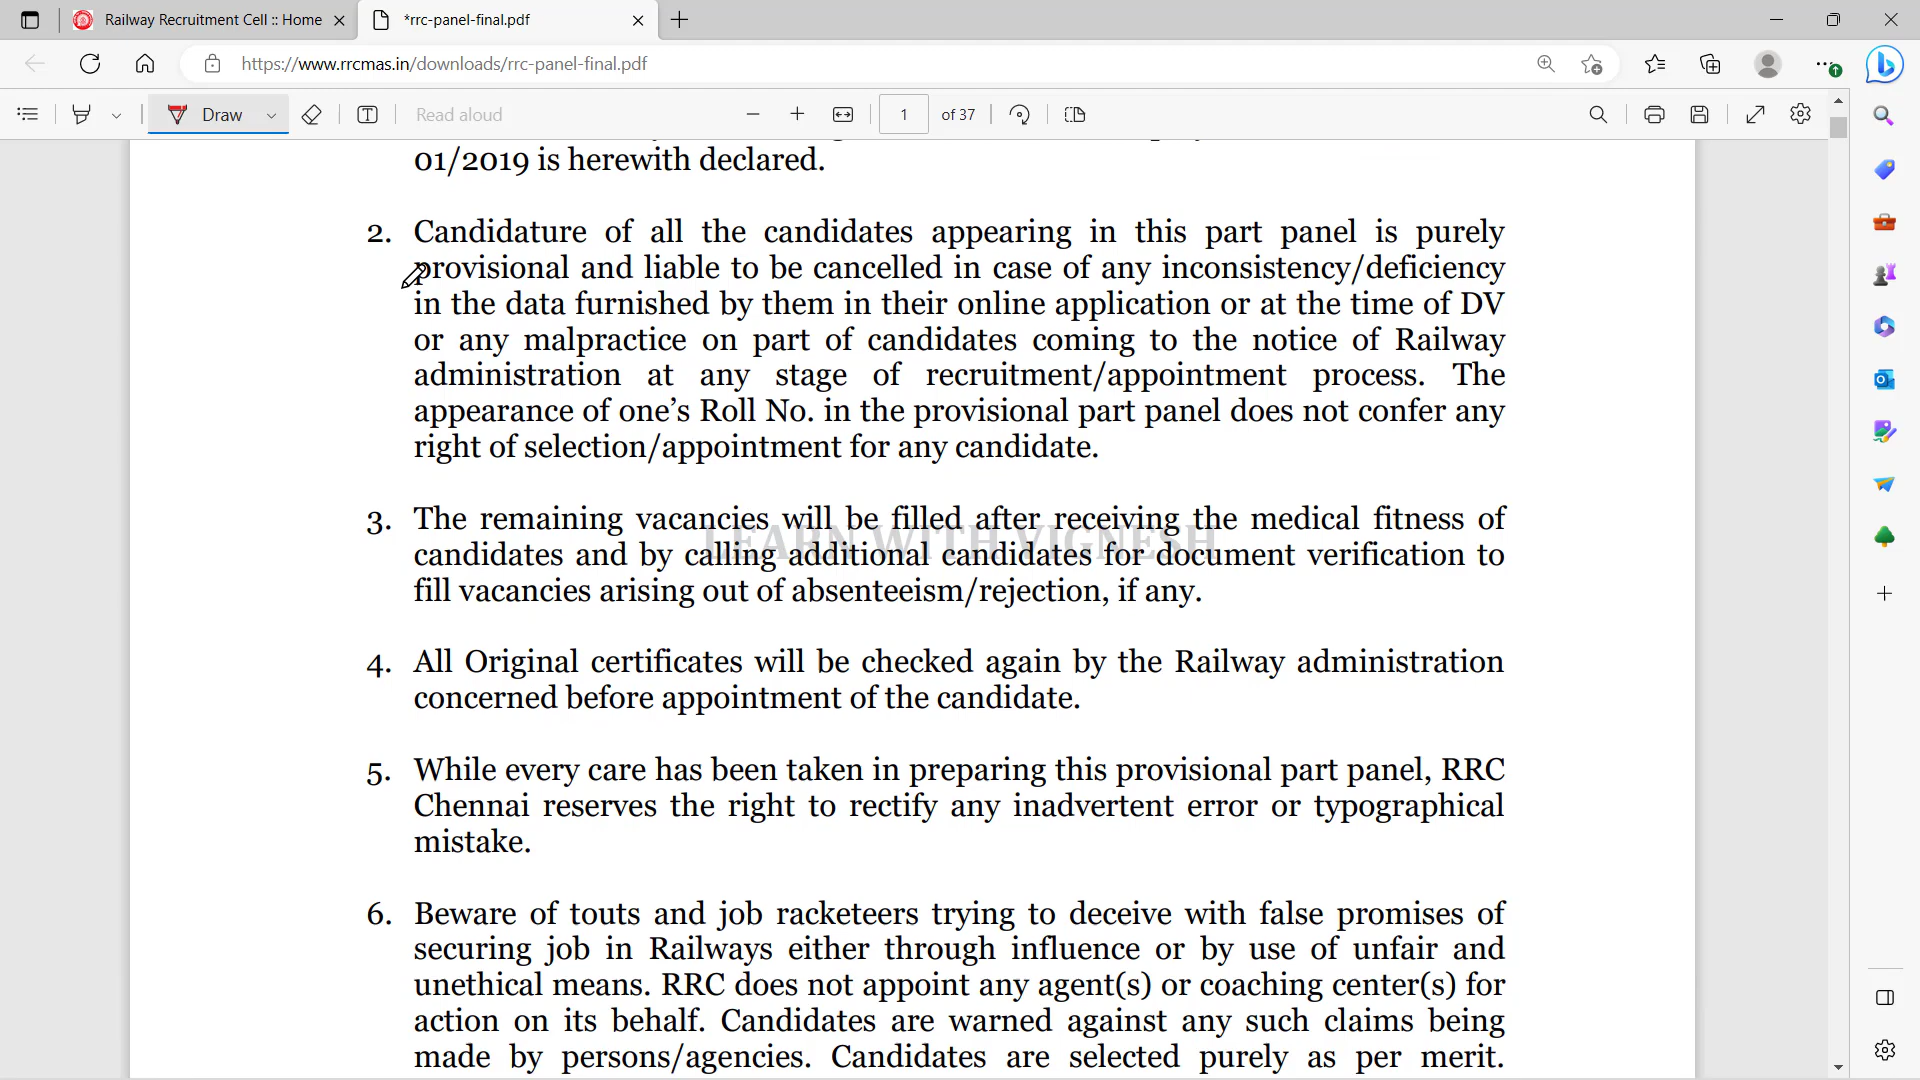 Railway Recruitment Cell :: Home
*rrc-panel-final.pdf
https://www.rrcmas.in/downloads/rrc-panel-final.pdf
Draw
Read aloud
1 of 37
01/2019 is herewith declared.
2. Candidature of all the candidates appearing in this part panel is purely
provisional and liable to be cancelled in case of any inconsistency/deficiency
in the data furnished by them in their online application or at the time of DV
or any malpractice on part of candidates coming to the notice of Railway
administration at any stage of recruitment/appointment process. The
appearance of one’s Roll No. in the provisional part panel does not confer any
right of selection/appointment for any candidate.
3. The remaining vacancies will be filled after receiving the medical fitness of
LEARN WITH VIGNESH
candidates and by calling additional candidates for document verification to
fill vacancies arising out of absenteeism/rejection, if any.
4. All Original certificates will be checked again by the Railway administration
concerned before appointment of the candidate.
5. While every care has been taken in preparing this provisional part panel, RRC
Chennai reserves the right to rectify any inadvertent error or typographical
mistake.
6. Beware of touts and job racketeers trying to deceive with false promises of
securing job in Railways either through influence or by use of unfair and
unethical means. RRC does not appoint any agent(s) or coaching center(s) for
action on its behalf. Candidates are warned against any such claims being
made by persons/agencies. Candidates are selected purely as per merit.